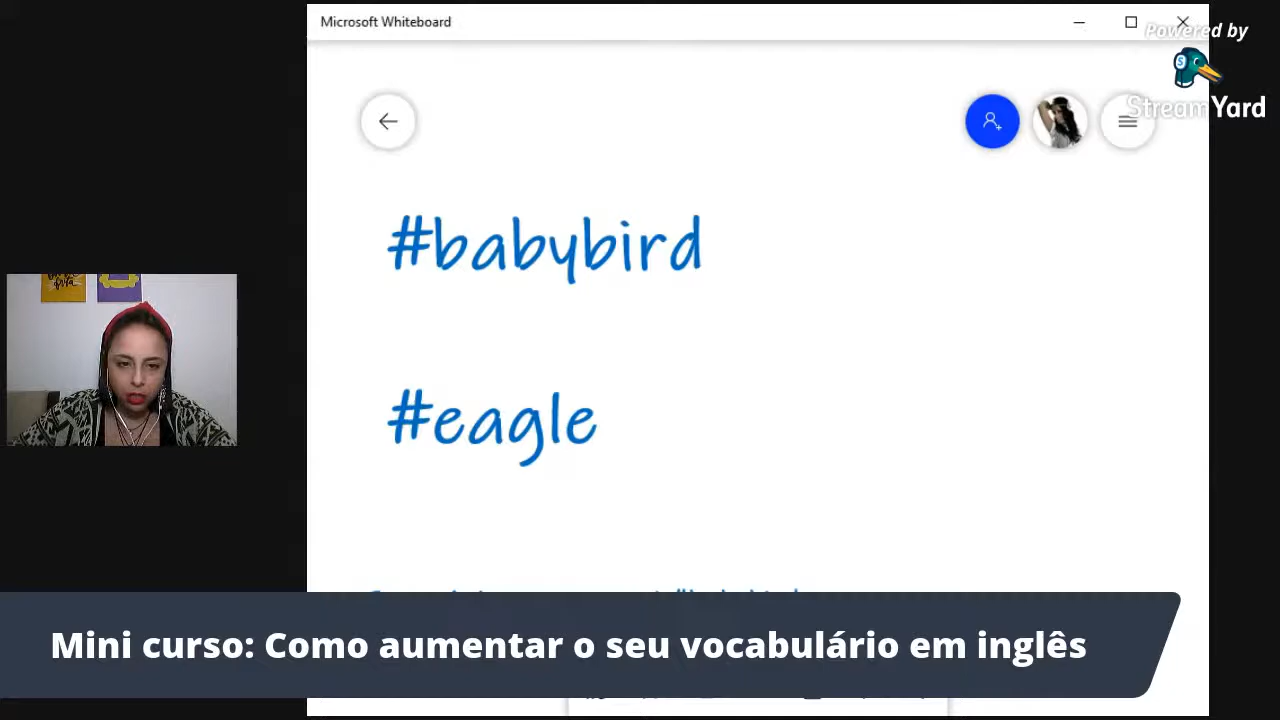 Microsoft Whiteboard
Powered by
StreamYard
#babybird
#eagle
Mini curso: Como aumentar o seu vocabulário em inglês